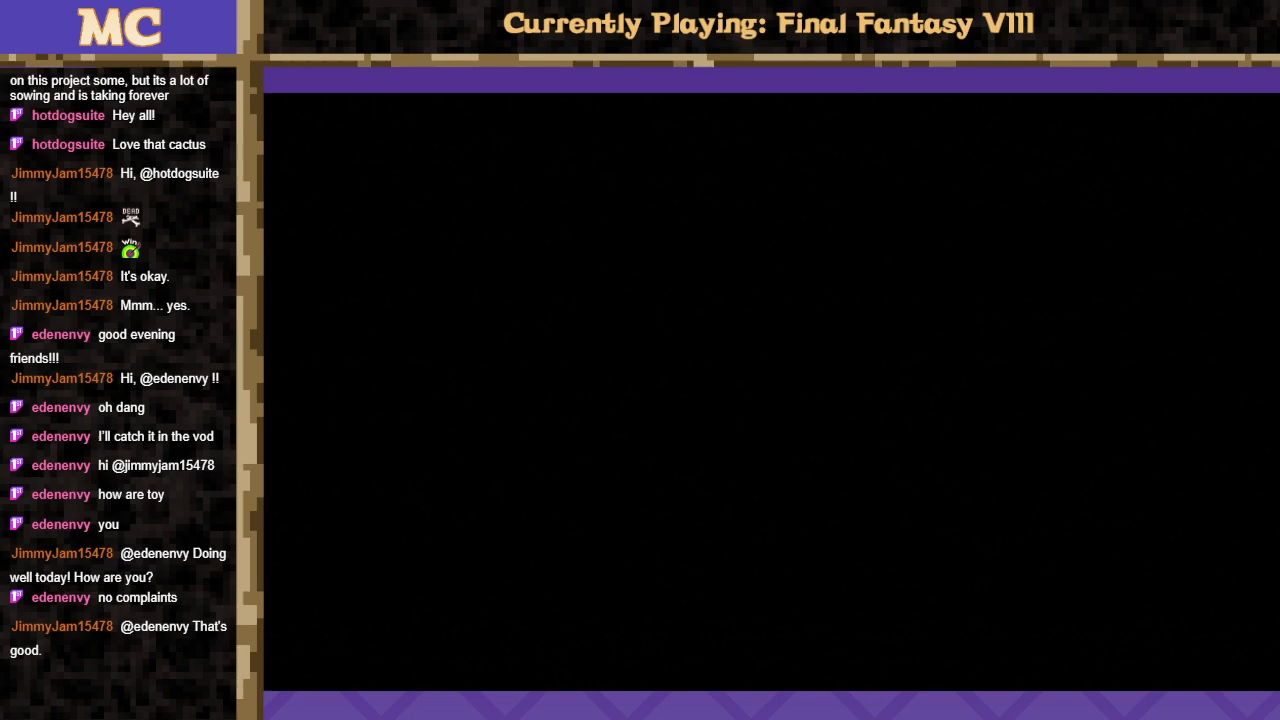 MC
Currently Playing: Final Fantasy VIII
on this project some, but its a lot of
sowing and is taking forever
hotdogsuite Hey all!
hotdogsuite Love that cactus
JimmyJam15478 Hi, @hotdogsuite
!!
JimmyJam15478 DEAD
JimmyJam15478 Win
JimmyJam15478 It's okay.
JimmyJam15478 Mmm... yes.
edenenvy good evening
friends!!!
JimmyJam15478 Hi, @edenenvy !!
edenenvy oh dang
edenenvy I'll catch it in the vod
edenenvy hi @jimmyjam15478
edenenvy how are toy
edenenvy you
JimmyJam15478 @edenenvy Doing
well today! How are you?
edenenvy no complaints
JimmyJam15478 @edenenvy That's
good.